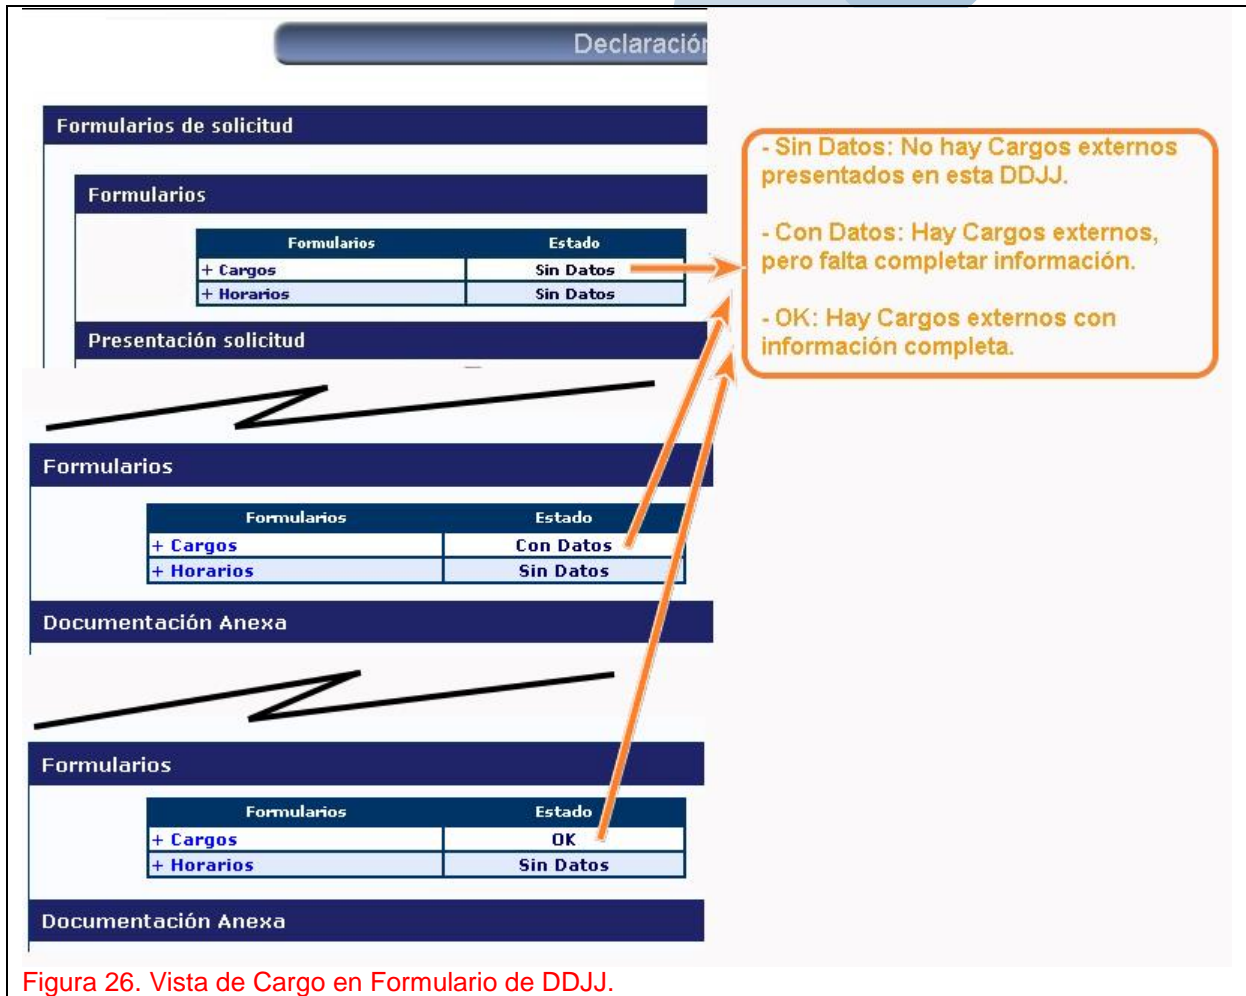 Declaración
Formularios de solicitud
Formularios
Formularios Estado
+ Cargos Sin Datos
+ Horarios Sin Datos
Presentación solicitud
- Sin Datos: No hay Cargos externos
presentados en esta DDJJ.
- Con Datos: Hay Cargos externos,
pero falta completar información.
- OK: Hay Cargos externos con
información completa.
Formularios
Formularios Estado
+ Cargos Con Datos
+ Horarios Sin Datos
Documentación Anexa
Formularios
Formularios Estado
+ Cargos OK
+ Horarios Sin Datos
Documentación Anexa
Figura 26. Vista de Cargo en Formulario de DDJJ.